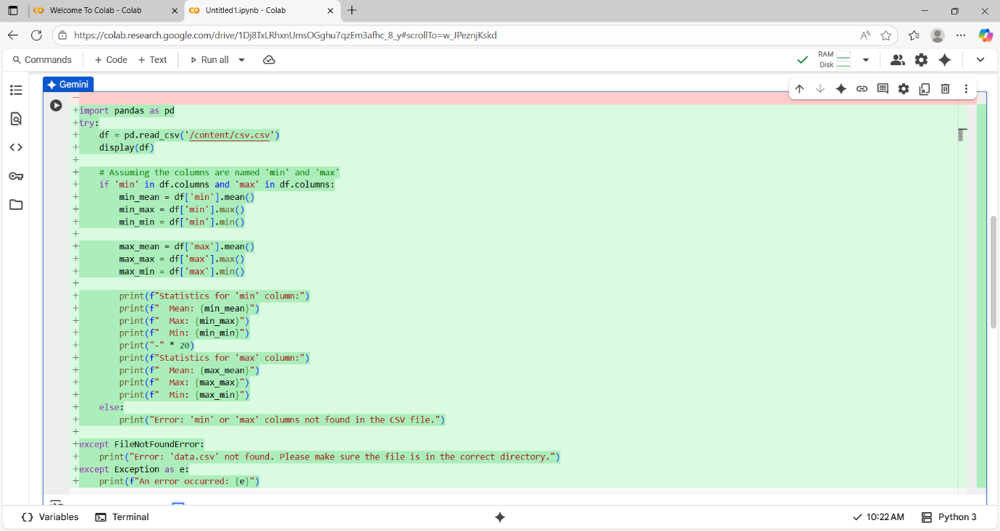 Welcome To Colab - Colab
Untitled1.ipynb - Colab
https://colab.research.google.com/drive/1Dj8TxLRhxnUmsOGghu7qzEm3afhc_8_y#scrollTo=w_JPeznjKskd
Commands + Code + Text Run all
RAM
Disk
Gemini
import pandas as pd
try:
    df = pd.read_csv('/content/csv.csv')
    display(df)
    # Assuming the columns are named 'min' and 'max'
    if 'min' in df.columns and 'max' in df.columns:
        min_mean = df['min'].mean()
        min_max = df['min'].max()
        min_min = df['min'].min()
        max_mean = df['max'].mean()
        max_max = df['max'].max()
        max_min = df['max'].min()
        print(f"Statistics for 'min' column:")
        print(f"  Mean: {min_mean}")
        print(f"  Max: {min_max}")
        print(f"  Min: {min_min}")
        print("-" * 20)
        print(f"Statistics for 'max' column:")
        print(f"  Mean: {max_mean}")
        print(f"  Max: {max_max}")
        print(f"  Min: {max_min}")
    else:
        print("Error: 'min' or 'max' columns not found in the CSV file.")
except FileNotFoundError:
    print("Error: 'data.csv' not found. Please make sure the file is in the correct directory.")
except Exception as e:
    print(f"An error occurred: {e}")
Variables Terminal 10:22 AM Python 3